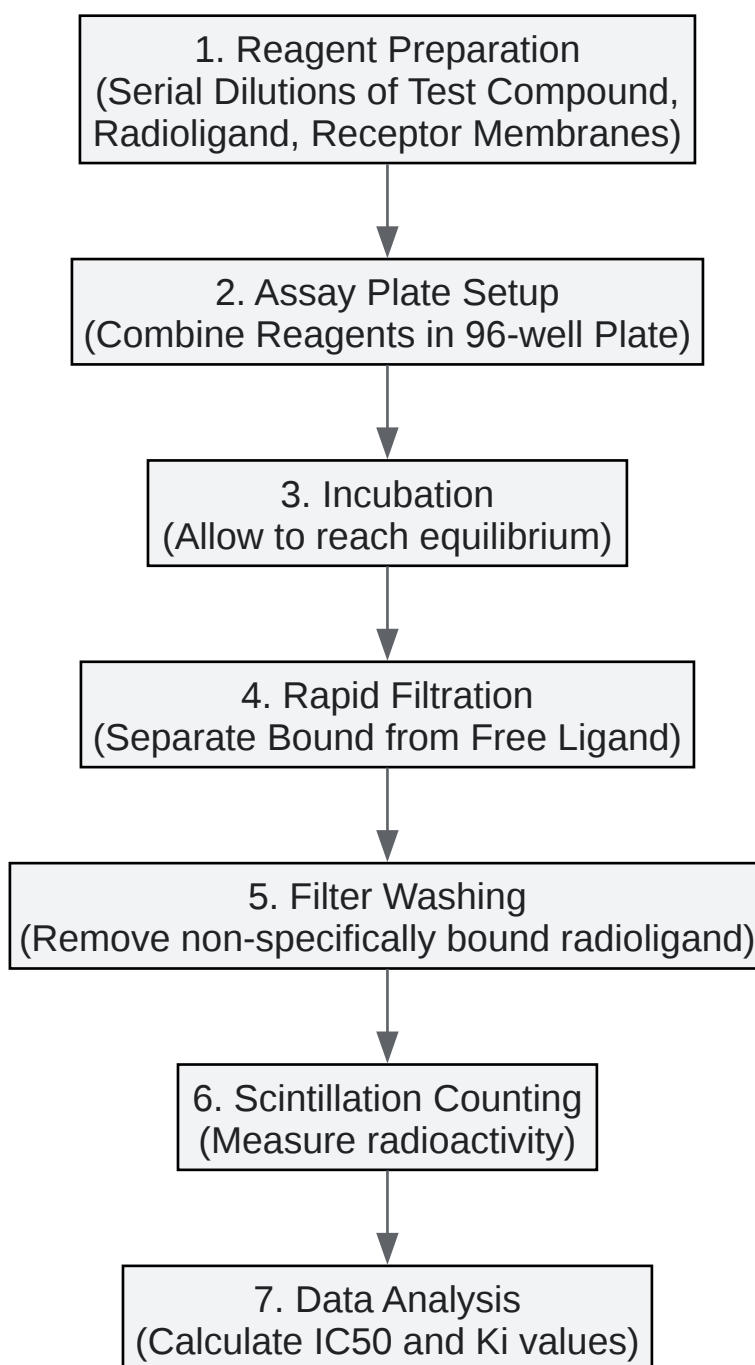 1. Reagent Preparation
(Serial Dilutions of Test Compound,
Radioligand, Receptor Membranes)
2. Assay Plate Setup
(Combine Reagents in 96-well Plate)
3. Incubation
(Allow to reach equilibrium)
4. Rapid Filtration
(Separate Bound from Free Ligand)
5. Filter Washing
(Remove non-specifically bound radioligand)
6. Scintillation Counting
(Measure radioactivity)
7. Data Analysis
(Calculate IC50 and Ki values)